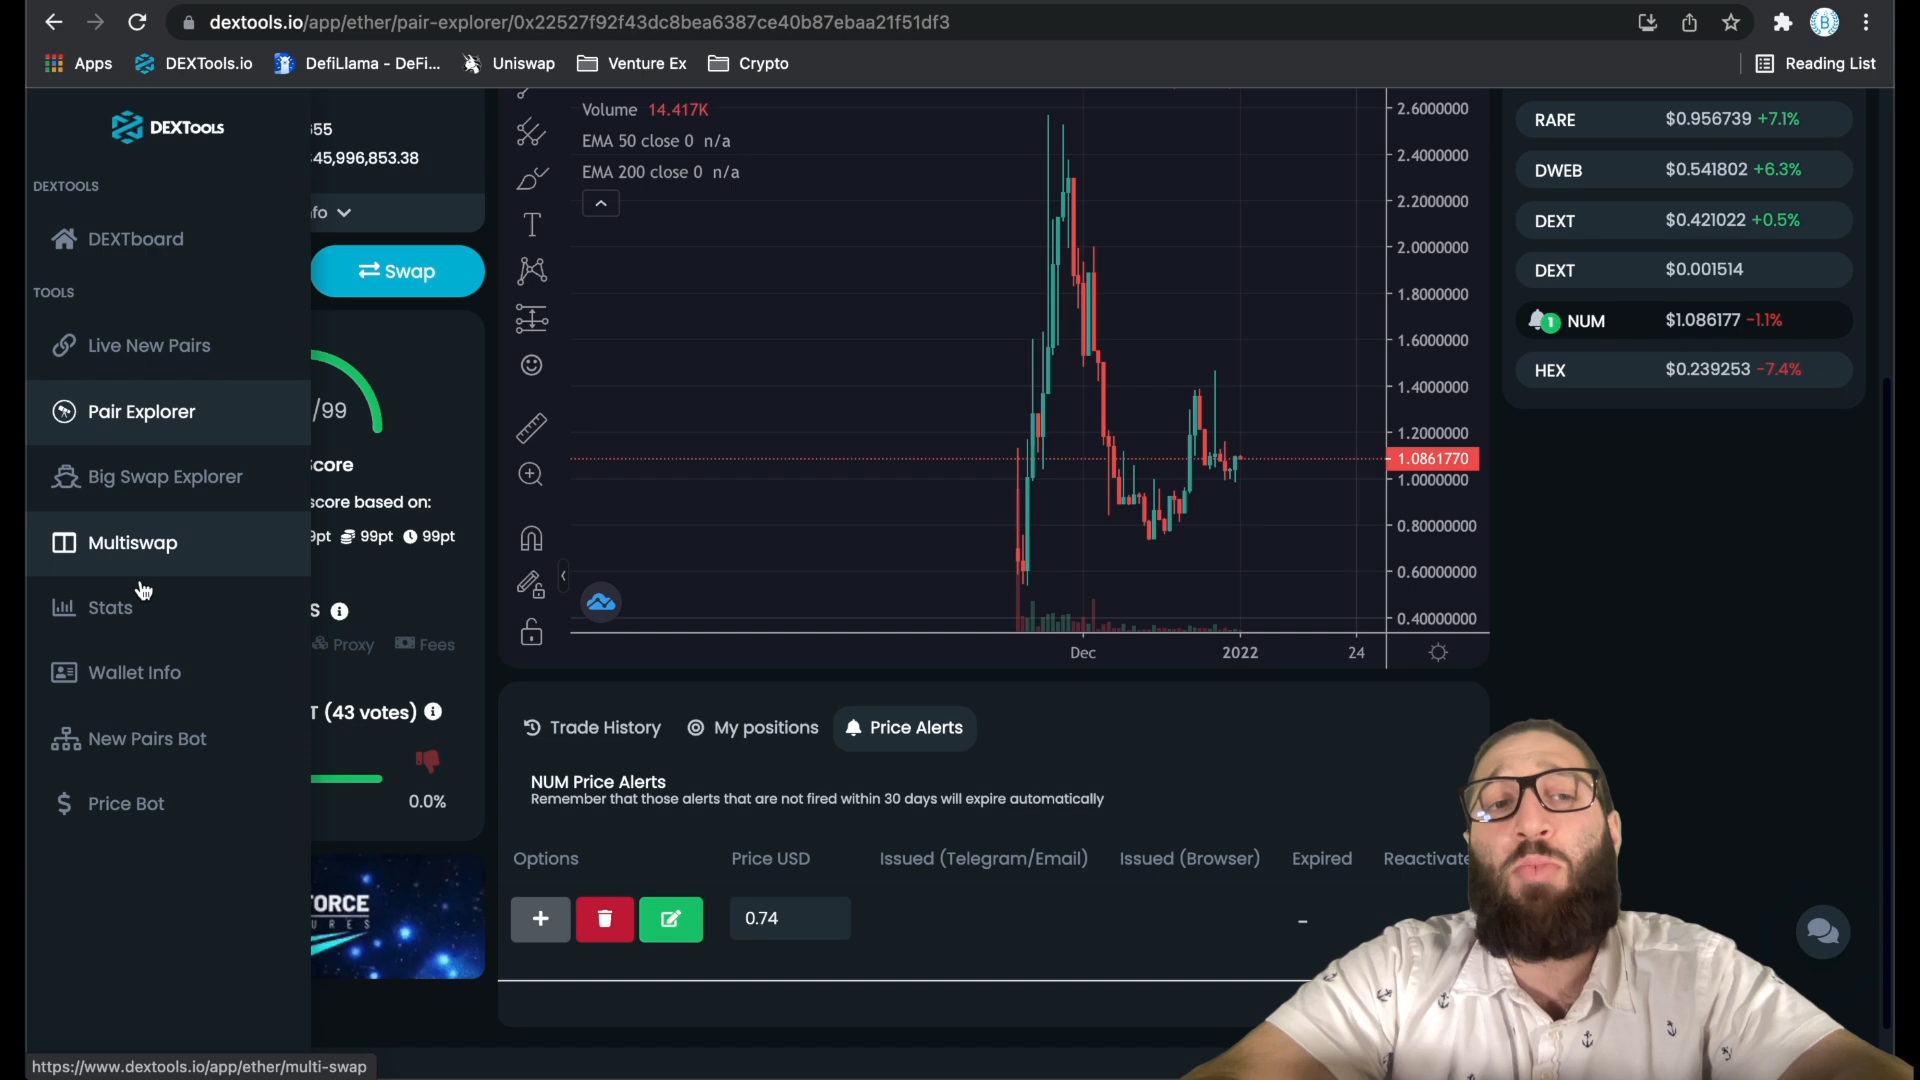 dextools.io/app/ether/pair-explorer/0x22527f92f43dc8bea6387ce40b87ebaa21f51df3
Apps DEXTools.io DefiLlama - DeFi... Uniswap Venture Ex Crypto Reading List
DEXTOOLS
DEXTOOLS
DEXTboard
TOOLS
Live New Pairs
Pair Explorer
Big Swap Explorer
Multiswap
Stats
Wallet Info
New Pairs Bot
Price Bot
https://www.dextools.io/app/ether/multi-swap
45,996,853.38
Swap
/99
score based on:
99pt 99pt
Proxy Fees
T (43 votes)
0.0%
ORCE
URES
Volume 14.417K
EMA 50 close 0 n/a
EMA 200 close 0 n/a
2.6000000
2.4000000
2.2000000
2.0000000
1.8000000
1.6000000
1.4000000
1.2000000
1.0861770
1.0000000
0.80000000
0.60000000
0.40000000
Dec 2022 24
Trade History My positions Price Alerts
NUM Price Alerts
Remember that those alerts that are not fired within 30 days will expire automatically
Options Price USD Issued (Telegram/Email) Issued (Browser) Expired Reactivate
0.74 –
RARE $0.956739 +7.1%
DWEB $0.541802 +6.3%
DEXT $0.421022 +0.5%
DEXT $0.001514
1 NUM $1.086177 -1.1%
HEX $0.239253 -7.4%